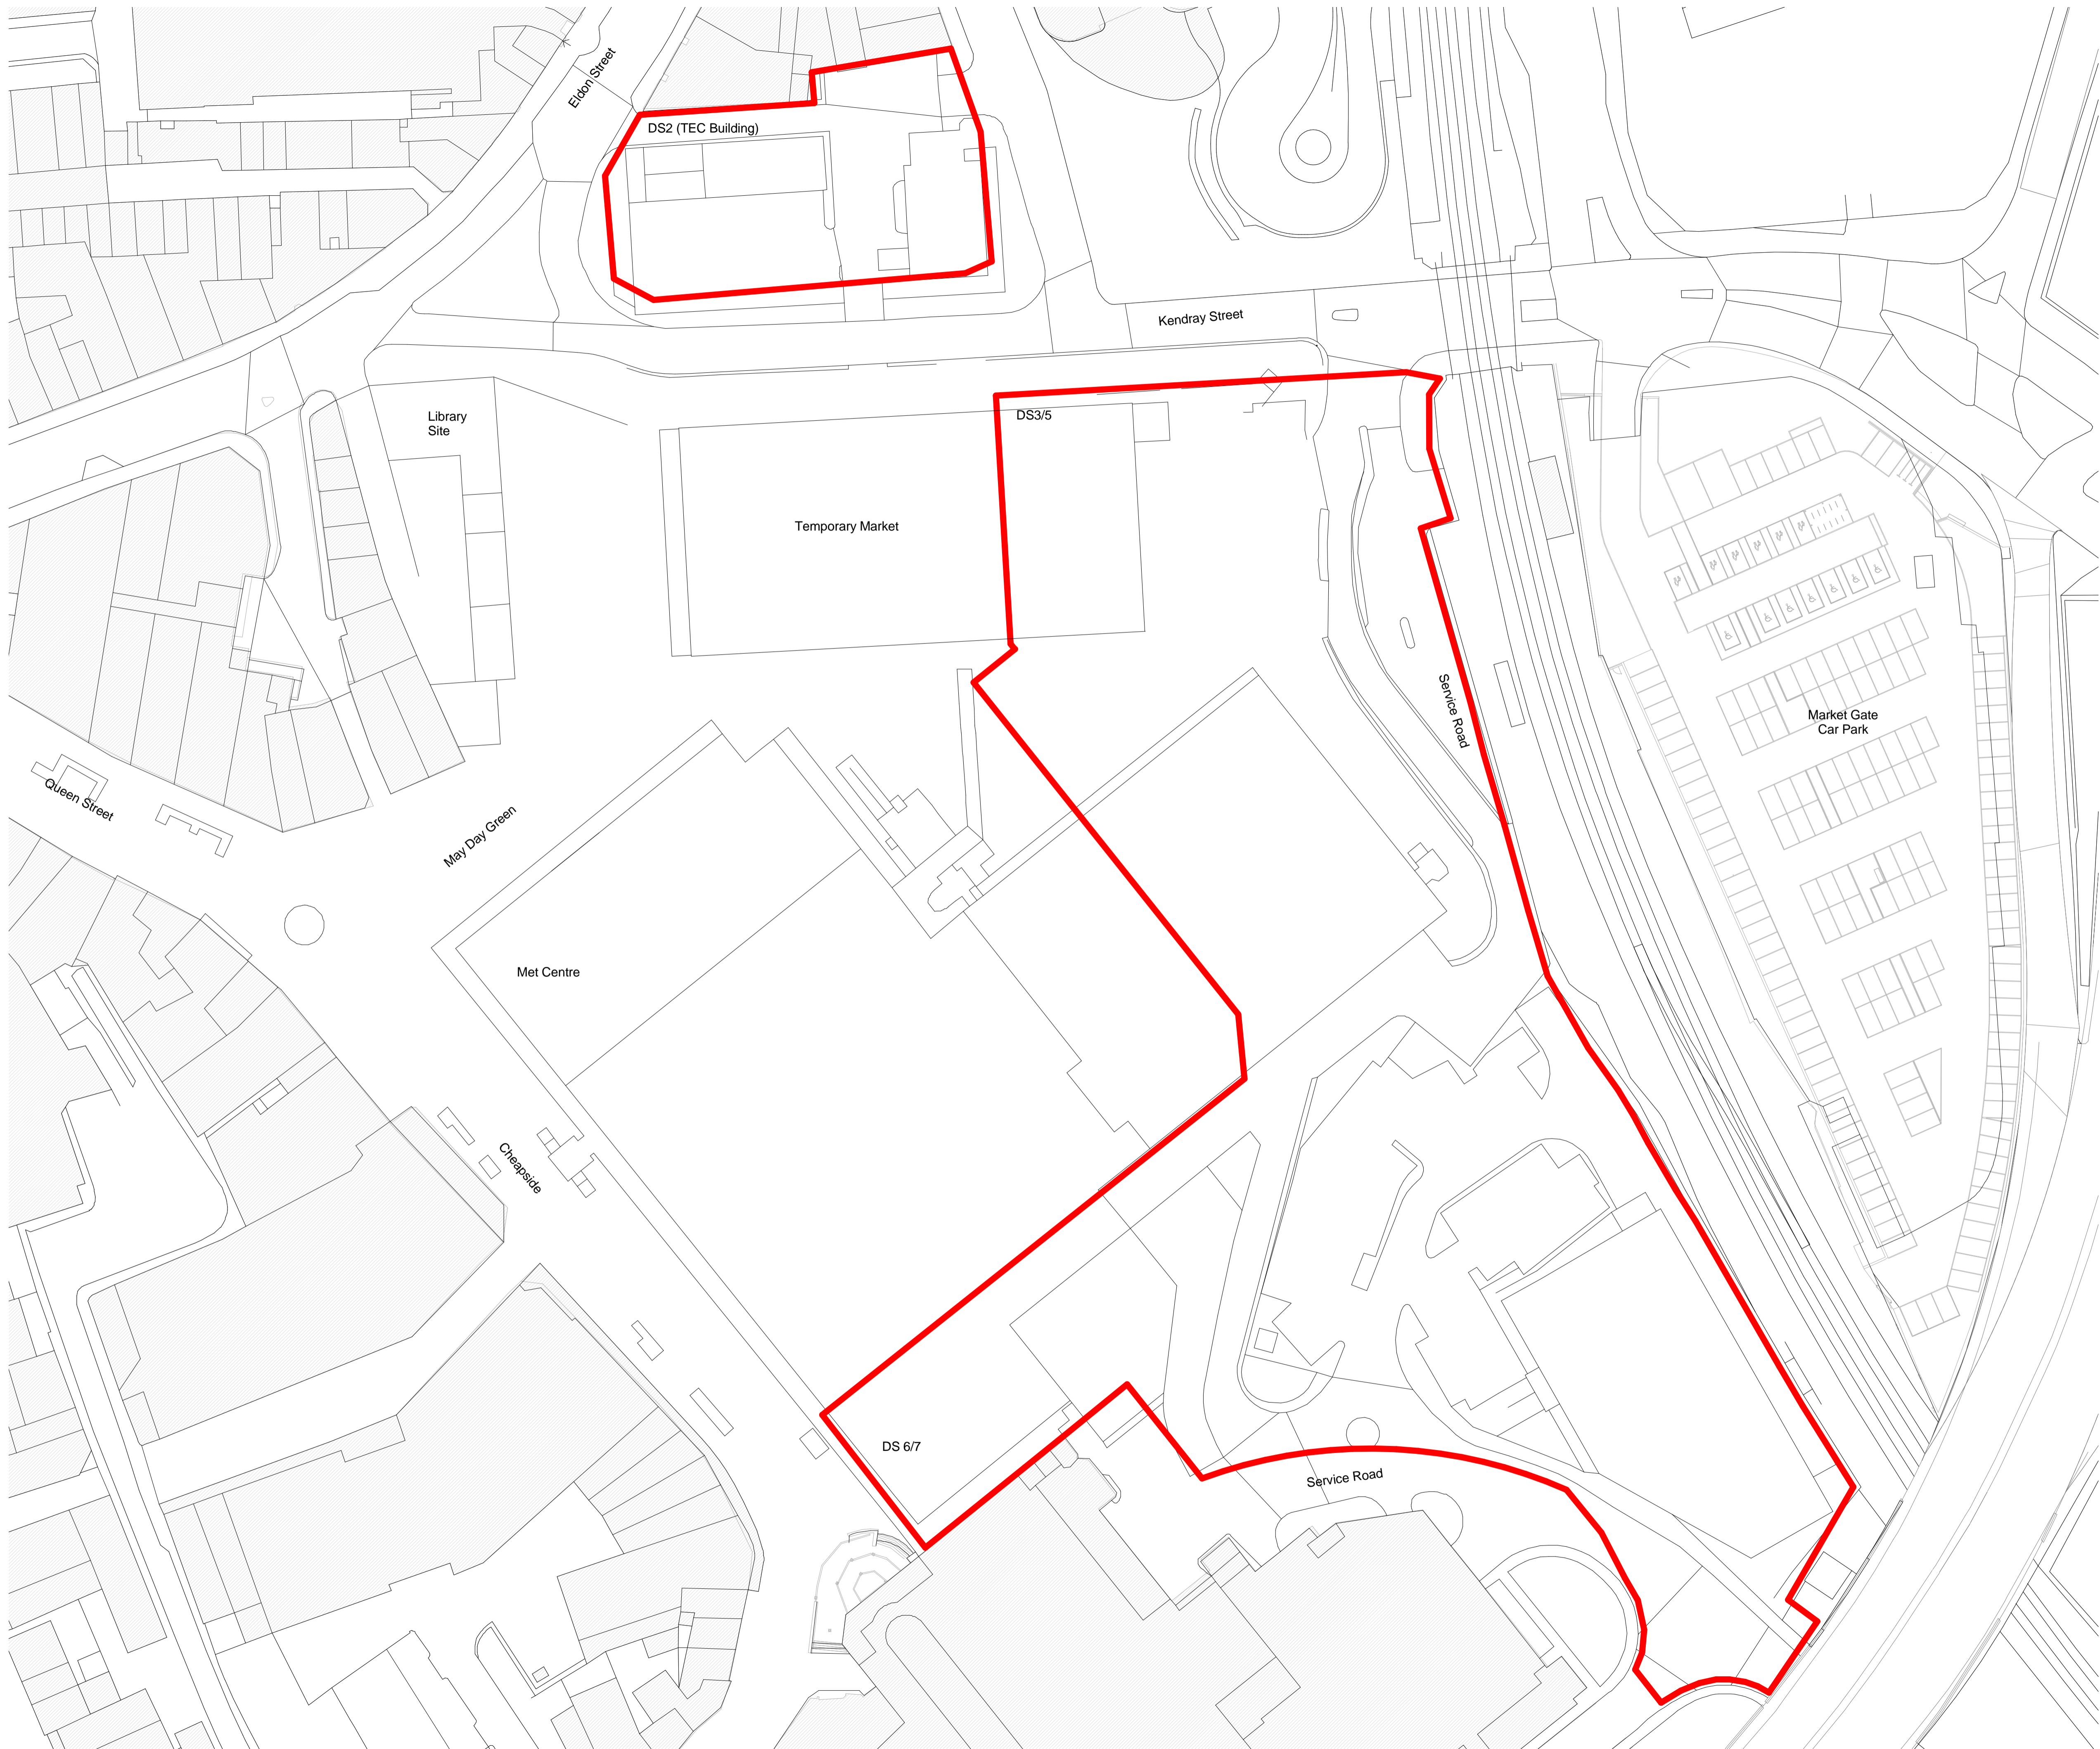 Eldon Street
DS2 (TEC Building)
Kendray Street
Library
Site
DS3/5
Temporary Market
Service Road
Market Gate
Car Park
Queen Street
May Day Green
Met Centre
Cheapside
DS 6/7
Service Road